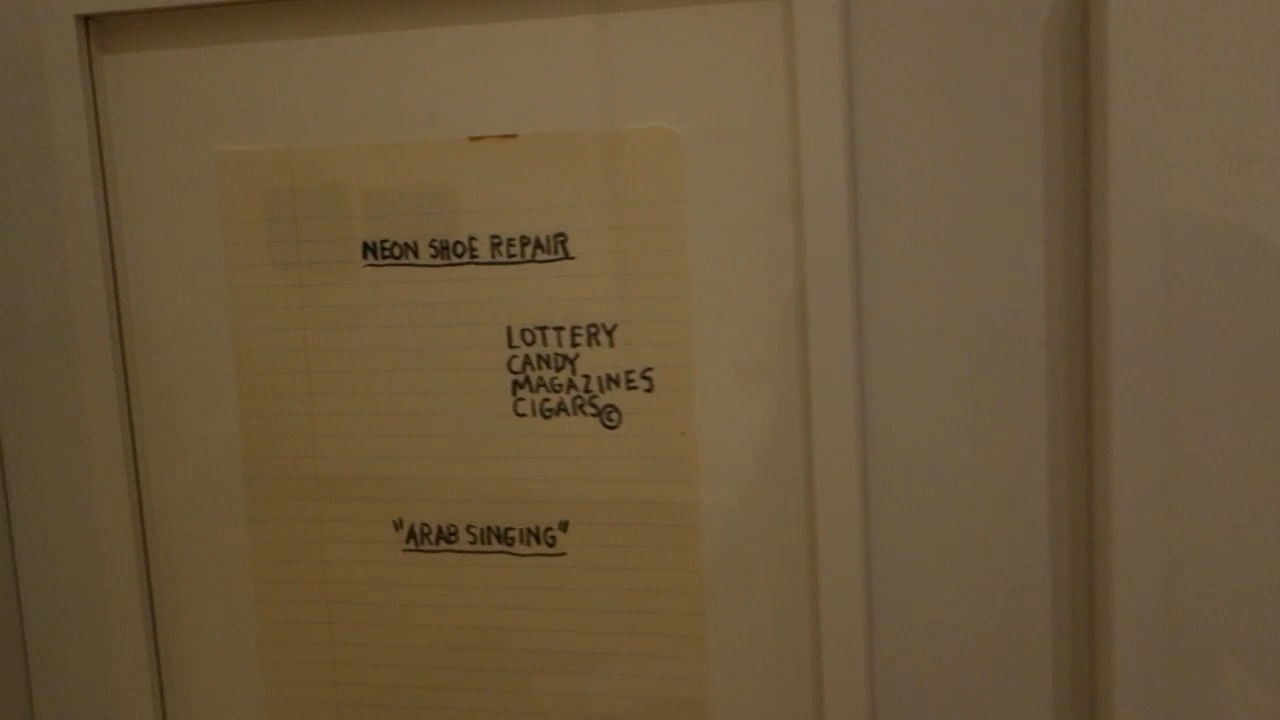 NEON SHOE REPAIR
LOTTERY
CANDY
MAGAZINES
CIGARS©
"ARAB SINGING"